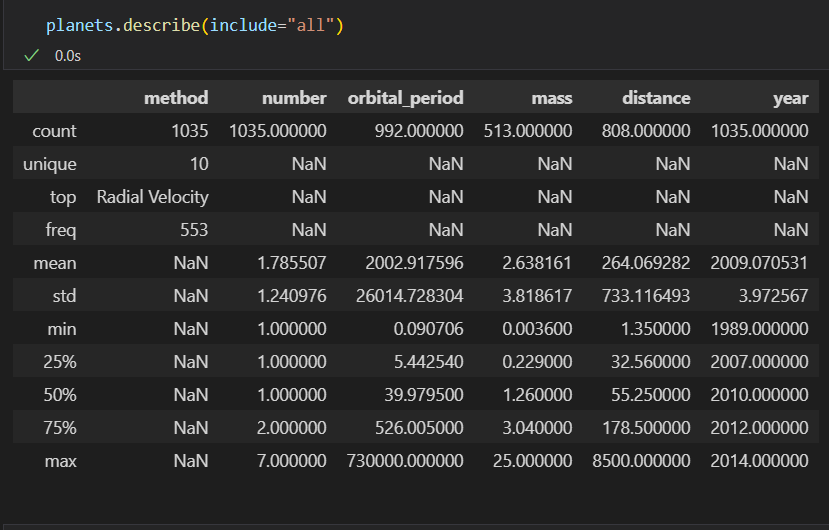 planets.describe(include="all")
0.0s
method number orbital_period mass distance year
count 1035 1035.000000 992.000000 513.000000 808.000000 1035.000000
unique 10 NaN NaN NaN NaN NaN
top Radial Velocity NaN NaN NaN NaN NaN
freq 553 NaN NaN NaN NaN NaN
mean NaN 1.785507 2002.917596 2.638161 264.069282 2009.070531
std NaN 1.240976 26014.728304 3.818617 733.116493 3.972567
min NaN 1.000000 0.090706 0.003600 1.350000 1989.000000
25% NaN 1.000000 5.442540 0.229000 32.560000 2007.000000
50% NaN 1.000000 39.979500 1.260000 55.250000 2010.000000
75% NaN 2.000000 526.005000 3.040000 178.500000 2012.000000
max NaN 7.000000 730000.000000 25.000000 8500.000000 2014.000000